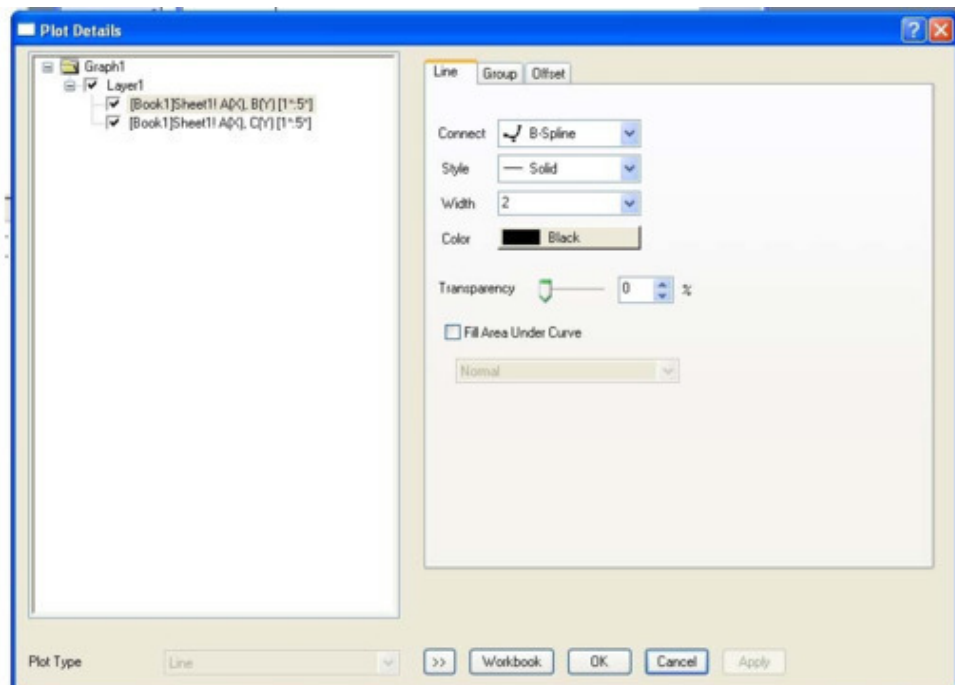 Plot Details
Graph1
Layer1
[Book1]Sheet1! A(X), B(Y) [1*:5*]
[Book1]Sheet1! A(X), C(Y) [1*:5*]
Line Group Offset
Connect B-Spline
Style Solid
Width 2
Color Black
Transparency 0 %
Fill Area Under Curve
Normal
Plot Type Line >> Workbook OK Cancel Apply